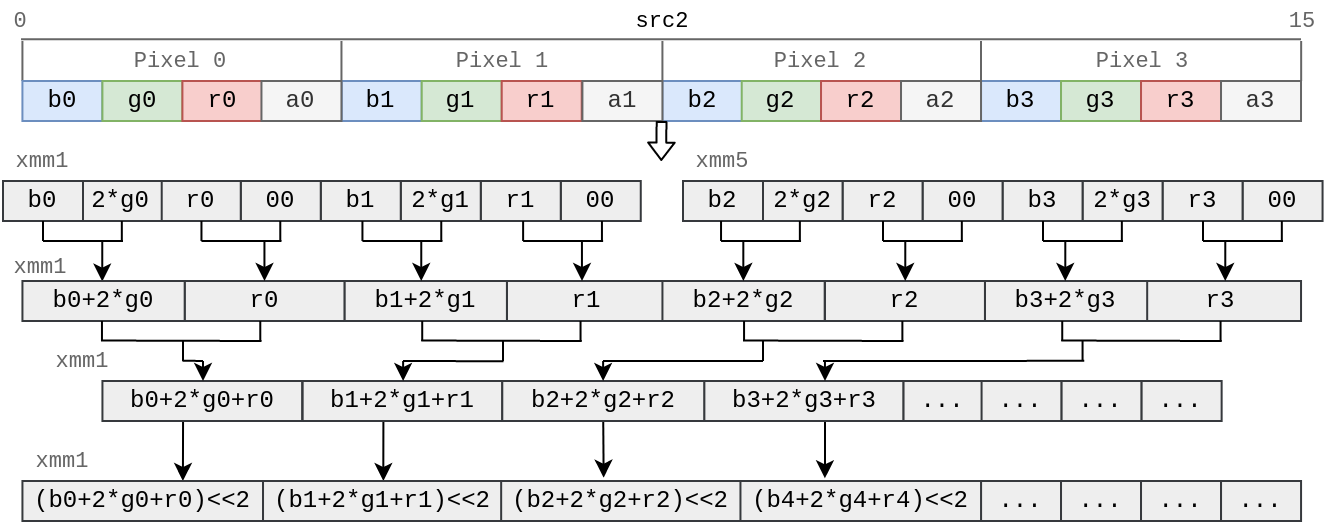 0 src2 15
Pixel 0 Pixel 1 Pixel 2 Pixel 3
b0 g0 r0 a0 b1 g1 r1 a1 b2 g2 r2 a2 b3 g3 r3 a3
xmm1 xmm5
b0 2*g0 r0 00 b1 2*g1 r1 00 b2 2*g2 r2 00 b3 2*g3 r3 00
xmm1
b0+2*g0 r0 b1+2*g1 r1 b2+2*g2 r2 b3+2*g3 r3
xmm1
b0+2*g0+r0 b1+2*g1+r1 b2+2*g2+r2 b3+2*g3+r3 ... ... ... ...
xmm1
(b0+2*g0+r0)<<2 (b1+2*g1+r1)<<2 (b2+2*g2+r2)<<2 (b4+2*g4+r4)<<2 ... ... ... ...